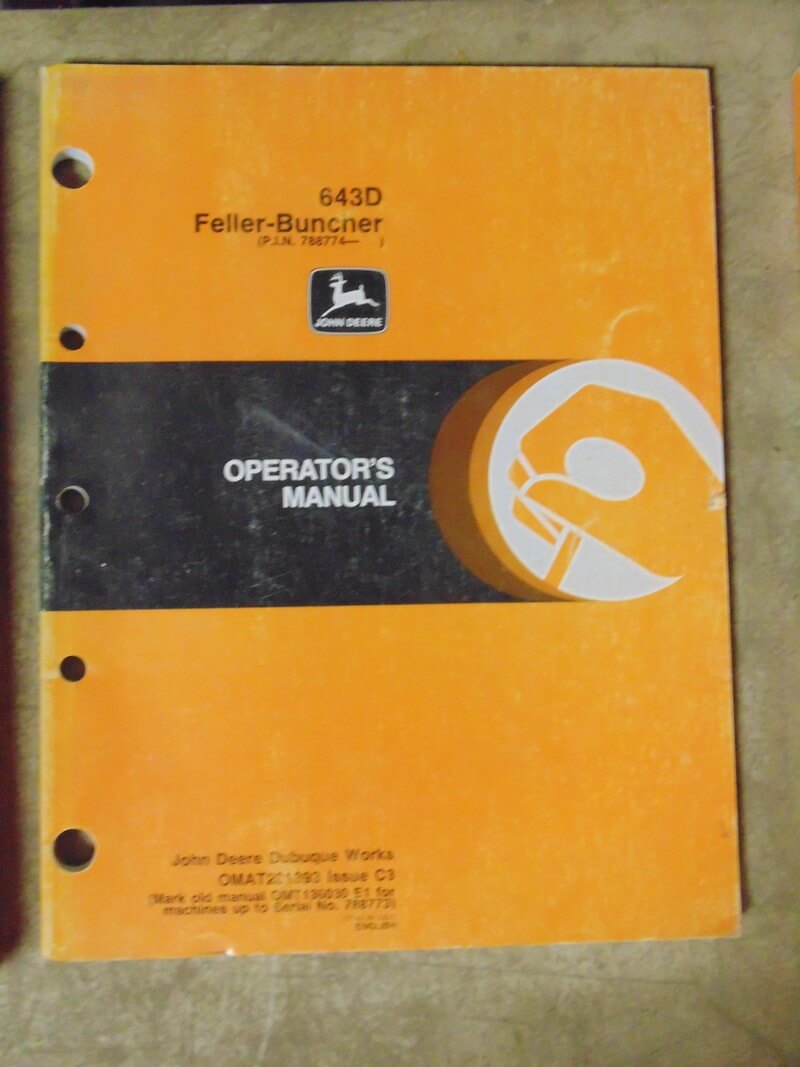 643D
Feller-Buncher
(P.I.N. 788774— )
JOHN DEERE
OPERATOR'S
MANUAL
John Deere Dubuque Works
Issue C3
(Mark old manual OMT136030 E1 for
machines up to Serial No. 788773)
ENGLISH